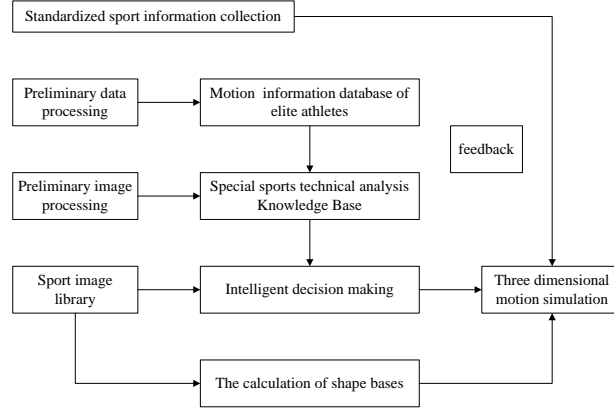 Standardized sport information collection
Preliminary data
processing
Motion information database of
elite athletes
feedback
Preliminary image
processing
Special sports technical analysis
Knowledge Base
Sport image
library
Intelligent decision making
Three dimensional
motion simulation
The calculation of shape bases